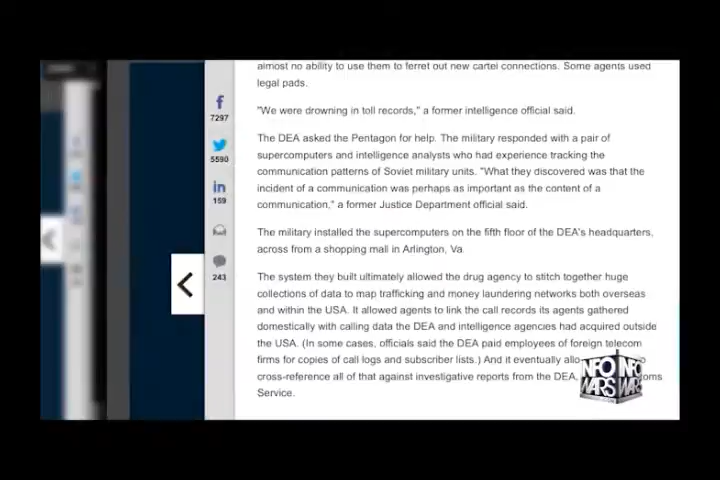 almost no ability to use them to ferret out new cartel connections. Some agents used
legal pads.
"We were drowning in toll records," a former intelligence official said.
The DEA asked the Pentagon for help. The military responded with a pair of
supercomputers and intelligence analysts who had experience tracking the
communication patterns of Soviet military units. "What they discovered was that the
incident of a communication was perhaps as important as the content of a
communication," a former Justice Department official said.
The military installed the supercomputers on the fifth floor of the DEA's headquarters,
across from a shopping mall in Arlington, Va.
The system they built ultimately allowed the drug agency to stitch together huge
collections of data to map trafficking and money laundering networks both overseas
and within the USA. It allowed agents to link the call records its agents gathered
domestically with calling data the DEA and intelligence agencies had acquired outside
the USA. (In some cases, officials said the DEA paid employees of foreign telecom
firms for copies of call logs and subscriber lists.) And it eventually
cross-reference all of that against investigative reports from the DEA,
Service.
f
7297
5590
in
159
243
INFO WARS
INFO WARS